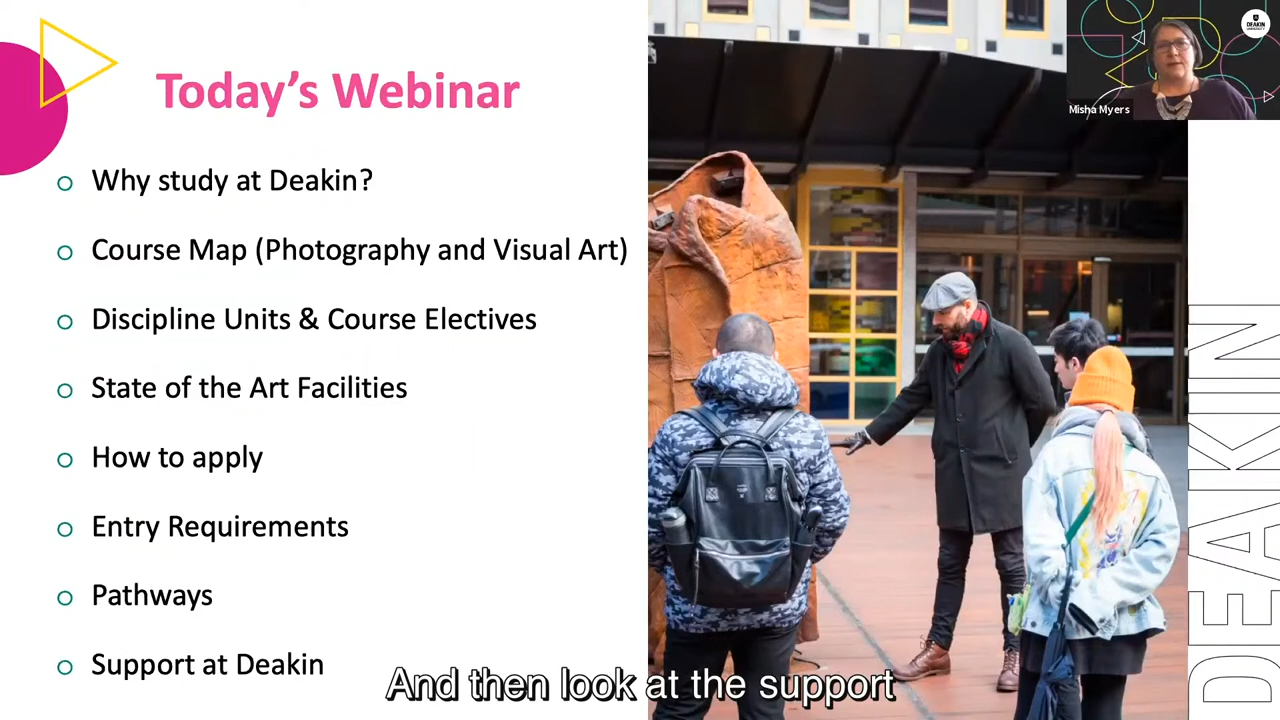 Today's Webinar
Why study at Deakin?
Course Map (Photography and Visual Art)
Discipline Units & Course Electives
State of the Art Facilities
How to apply
Entry Requirements
Pathways
Support at Deakin
And then look at the support
Misha Myers
DEAKIN
UNIVERSITY
DEAKIN